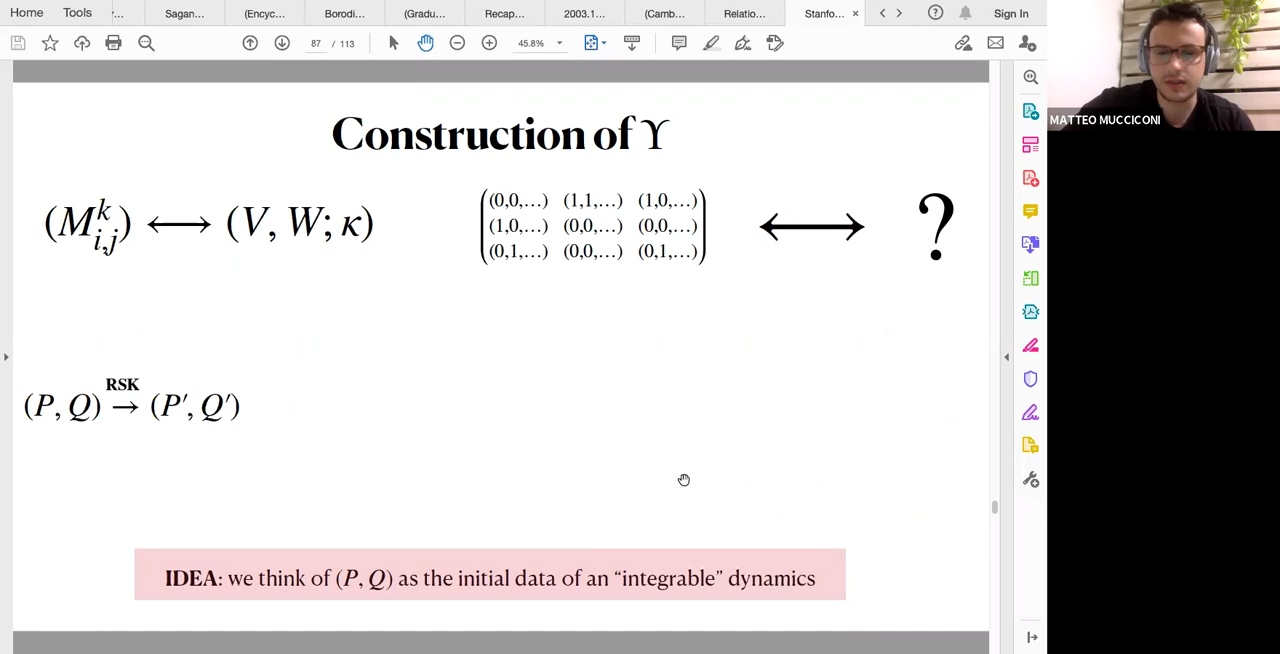 Home Tools Sagan... (Encyc... Borodi... (Gradu... Recap... 2003.1... (Camb... Relatio... Stanfo... × Sign In
87 / 113 45.8%
MATTEO MUCCICONI
Construction of ϒ
(M^k_{i,j}) ⟷ (V, W; κ)
(0,0,…) (1,1,…) (1,0,…)
(1,0,…) (0,0,…) (0,0,…)
(0,1,…) (0,0,…) (0,1,…)
⟷ ?
RSK
(P, Q) → (P′, Q′)
IDEA: we think of (P, Q) as the initial data of an “integrable” dynamics